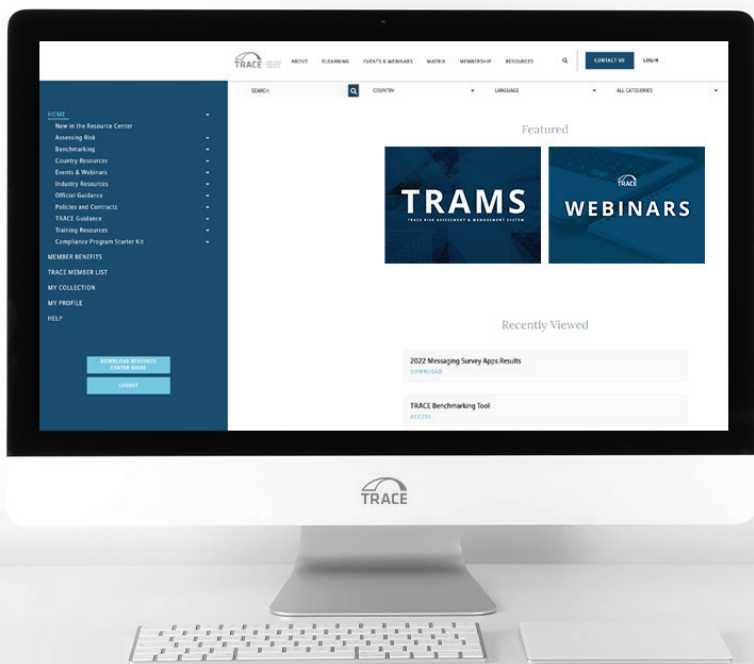 TRACE
ABOUT ELEARNING EVENTS & WEBINARS MATRIX MEMBERSHIP RESOURCES CONTACT US LOGIN
SEARCH COUNTRY LANGUAGE ALL CATEGORIES
HOME
New in the Resource Center
Assessing Risk
Benchmarking
Country Resources
Events & Webinars
Industry Resources
Official Guidance
Policies and Contracts
TRACE Guidance
Training Resources
Compliance Program Starter Kit
MEMBER BENEFITS
TRACE MEMBER LIST
MY COLLECTION
MY PROFILE
HELP
DOWNLOAD RESOURCE
CENTER GUIDE
LOGOUT
Featured
TRAMS
TRACE RISK ASSESSMENT & MANAGEMENT SYSTEM
TRACE
WEBINARS
Recently Viewed
2022 Messaging Survey Apps Results
DOWNLOAD
TRACE Benchmarking Tool
ACCESS
TRACE